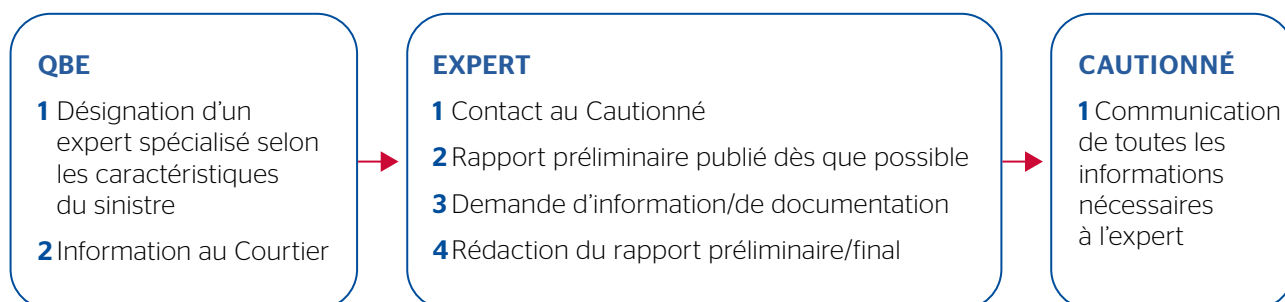 QBE
1 Désignation d'un
expert spécialisé selon
les caractéristiques
du sinistre
2 Information au Courtier
EXPERT
1 Contact au Cautionné
2 Rapport préliminaire publié dès que possible
3 Demande d'information/de documentation
4 Rédaction du rapport préliminaire/final
CAUTIONNÉ
1 Communication
de toutes les
informations
nécessaires
à l'expert